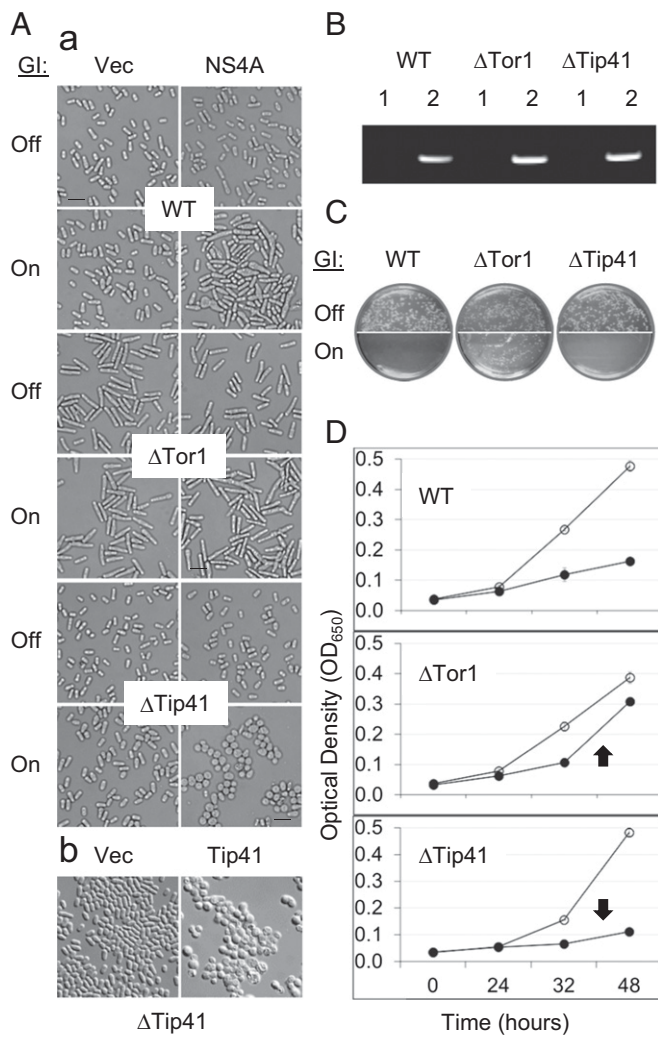 A
a
GI:
Vec
NS4A
Off
WT
On
Off
ΔTor1
On
Off
ΔTip41
On
b
Vec
Tip41
ΔTip41
B
WT
ΔTor1
ΔTip41
1 2 1 2 1 2
C
GI:
WT
ΔTor1
ΔTip41
Off
On
D
Optical Density (OD650)
0.5
0.4
0.3
0.2
0.1
0.0
WT
0.5
0.4
0.3
0.2
0.1
0.0
ΔTor1
0.5
0.4
0.3
0.2
0.1
0.0
ΔTip41
0 24 32 48
Time (hours)